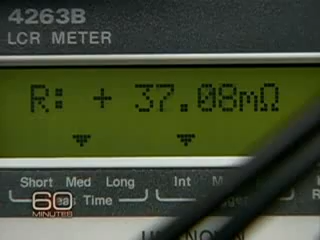 4263B
LCR METER
R: + 37.08mΩ
Short Med Long Int
60 Time
MINUTES